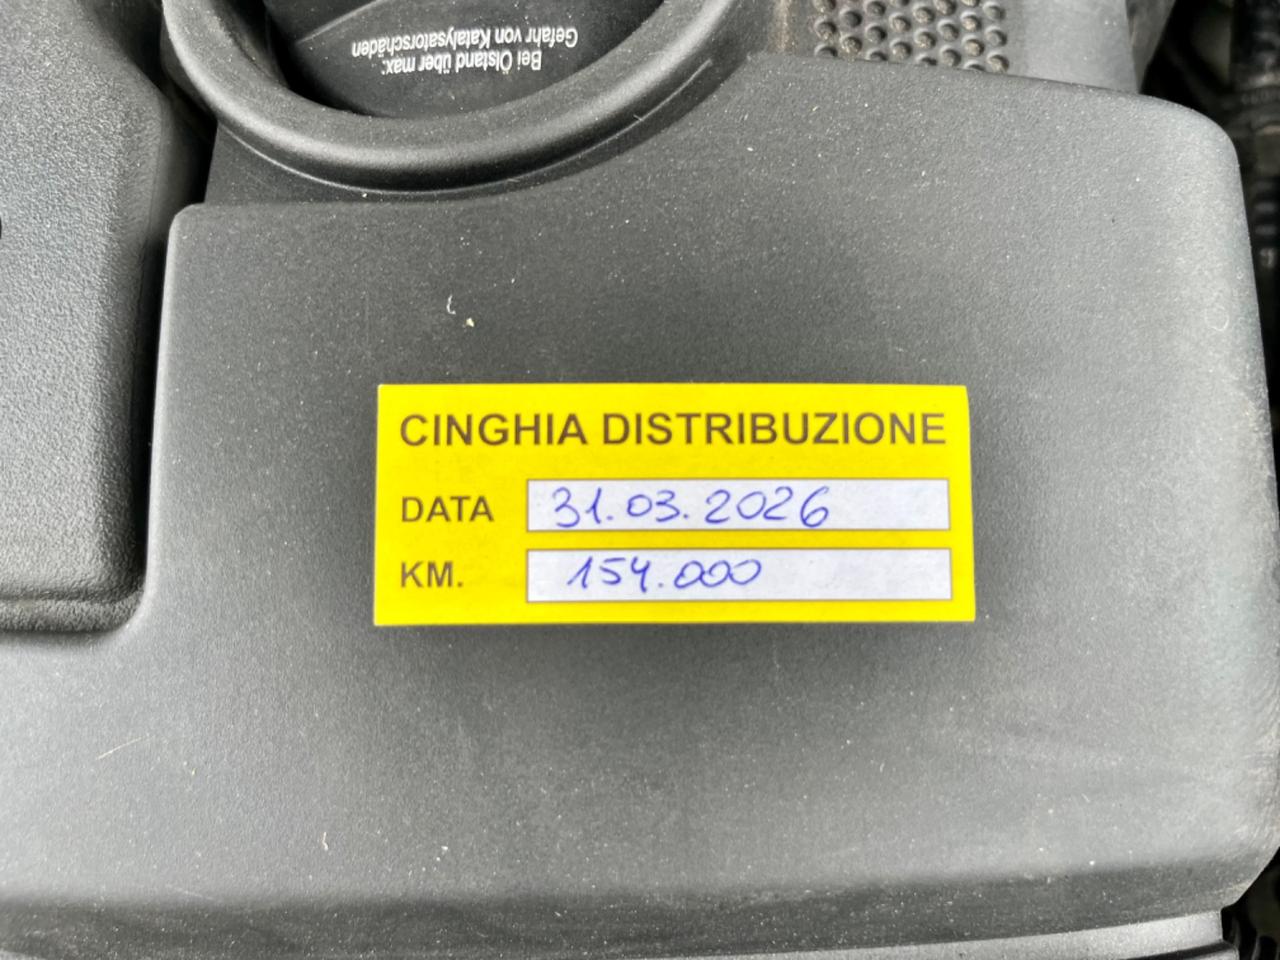 Bei Ölstand über max:
Gefahr von Katalysatorschäden
CINGHIA DISTRIBUZIONE
DATA 31.03.2026
KM. 154.000